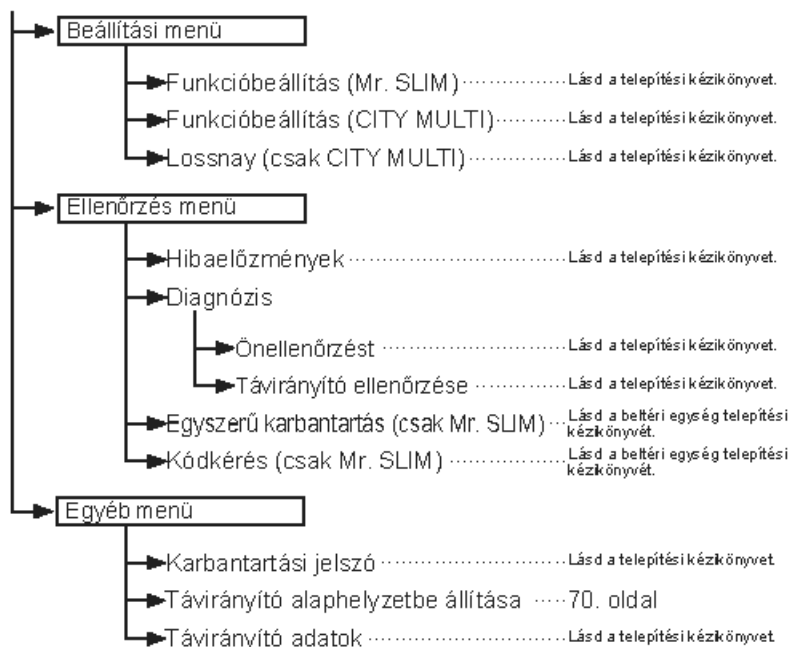 Beállítási menü
Funkcióbeállítás (Mr. SLIM) Lásd a telepítési kézikönyvet.
Funkcióbeállítás (CITY MULTI) Lásd a telepítési kézikönyvet.
Lossnay (csak CITY MULTI) Lásd a telepítési kézikönyvet.
Ellenőrzés menü
Hibaelőzmények Lásd a telepítési kézikönyvet.
Diagnózis
Önellenőrzést Lásd a telepítési kézikönyvet.
Távirányító ellenőrzése Lásd a telepítési kézikönyvet.
Egyszerű karbantartás (csak Mr. SLIM) Lásd a beltéri egység telepítési
kézikönyvét.
Kódkérés (csak Mr. SLIM) Lásd a beltéri egység telepítési
kézikönyvét.
Egyéb menü
Karbantartási jelszó Lásd a telepítési kézikönyvet
Távirányító alaphelyzetbe állítása 70. oldal
Távirányító adatok Lásd a telepítési kézikönyvet